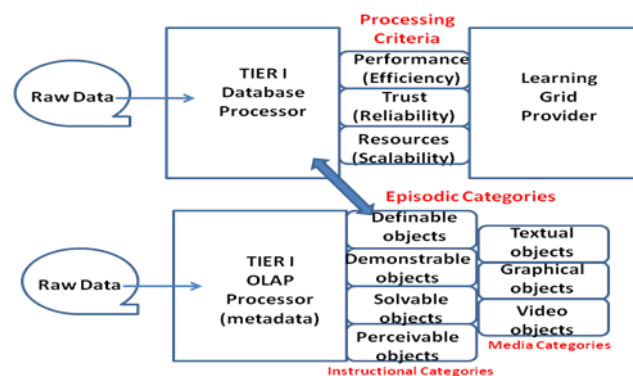 Processing
Criteria
Raw Data
TIER I
Database
Processor
Performance
(Efficiency)
Trust
(Reliability)
Resources
(Scalability)
Learning
Grid
Provider
Episodic Categories
Raw Data
TIER I
OLAP
Processor
(metadata)
Definable
objects
Demonstrable
objects
Solvable
objects
Perceivable
objects
Textual
objects
Graphical
objects
Video
objects
Media Categories
Instructional Categories